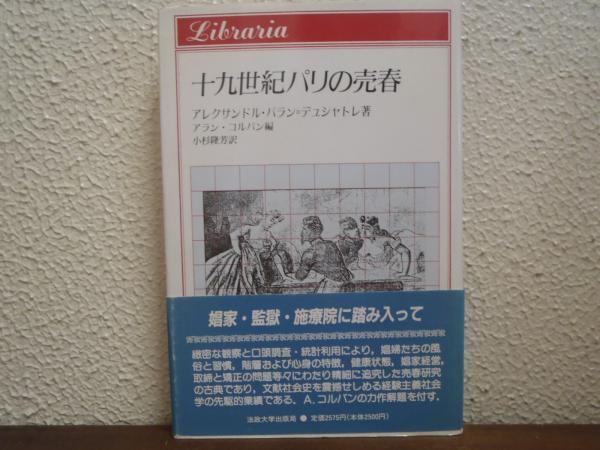 Libraria
十九世紀パリの売春
アレクサンドル・パラン=デュシャトレ著
アラン・コルバン編
小杉隆芳訳
娼家・監獄・施療院に踏み入って
緻密な観察と口頭調査・統計利用により，娼婦たちの風
俗と習慣，階層および心身の特徴，健康状態，娼家経営，
取締と矯正の問題等々にわたり精細に追究した売春研究
の古典であり，文献社会史を震撼せしめる経験主義社会
学の先駆的業績である。A．コルバンの力作解題を付す。
法政大学出版局 ● 定価2575円（本体2500円）